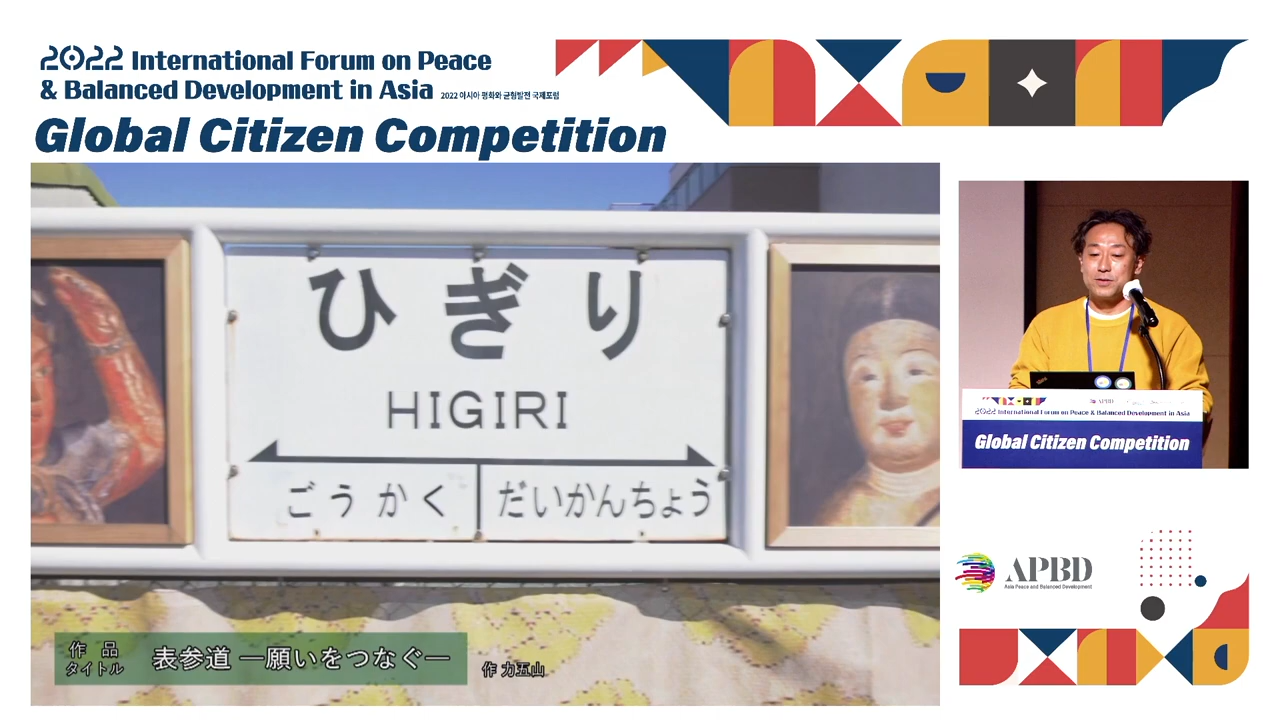 2022 International Forum on Peace
& Balanced Development in Asia 2022 아시아 평화와 균형발전 국제포럼
Global Citizen Competition
ひぎり
HIGIRI
ごうかく だいかんちょう
作品
タイトル
表参道 ―願いをつなぐ―
作 力五山
2022 International Forum on Peace & Balanced Development in Asia
Global Citizen Competition
APBD
Asia Peace and Balanced Development